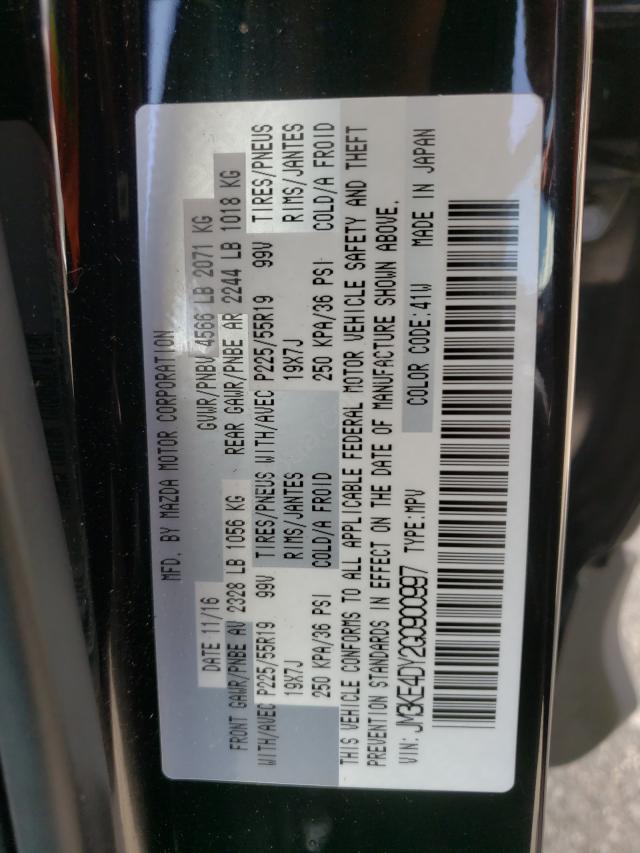 MFD. BY MAZDA MOTOR CORPORATION
DATE 11/16 GVWR/PNBV 4566 LB 2071 KG
FRONT GAWR/PNBE AV 2328 LB 1056 KG REAR GAWR/PNBE AR 2244 LB 1018 KG
WITH/AVEC P225/55R19 99V TIRES/PNEUS WITH/AVEC P225/55R19 99V TIRES/PNEUS
19X7J RIMS/JANTES 19X7J RIMS/JANTES
250 KPA/36 PSI COLD/A FROID 250 KPA/36 PSI COLD/A FROID
THIS VEHICLE CONFORMS TO ALL APPLICABLE FEDERAL MOTOR VEHICLE SAFETY AND THEFT
PREVENTION STANDARDS IN EFFECT ON THE DATE OF MANUFACTURE SHOWN ABOVE.
VIN: JM3KE4DY2G0900997 TYPE:MPV COLOR CODE:41W MADE IN JAPAN